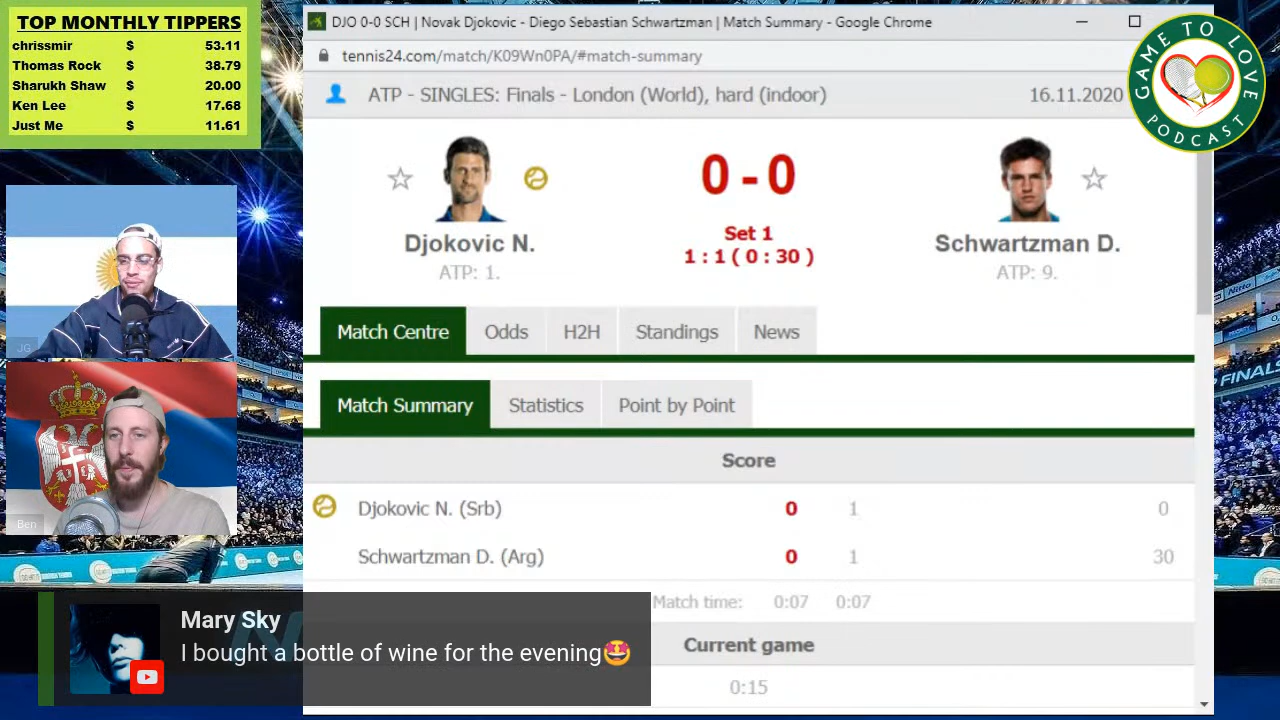 TOP MONTHLY TIPPERS
chrissmir $ 53.11
Thomas Rock $ 38.79
Sharukh Shaw $ 20.00
Ken Lee $ 17.68
Just Me $ 11.61
DJO 0-0 SCH | Novak Djokovic - Diego Sebastian Schwartzman | Match Summary - Google Chrome
tennis24.com/match/K09Wn0PA/#match-summary
GAME TO LOVE
PODCAST
ATP - SINGLES: Finals - London (World), hard (indoor) 16.11.2020
0 - 0
Set 1
1 : 1 ( 0 : 30 )
Djokovic N.
ATP: 1.
Schwartzman D.
ATP: 9.
Match Centre Odds H2H Standings News
Match Summary Statistics Point by Point
Score
Djokovic N. (Srb) 0 1 0
Schwartzman D. (Arg) 0 1 30
Match time: 0:07 0:07
Current game
0:15
JG
Ben
nitto
FINALS
Mary Sky
I bought a bottle of wine for the evening🤩